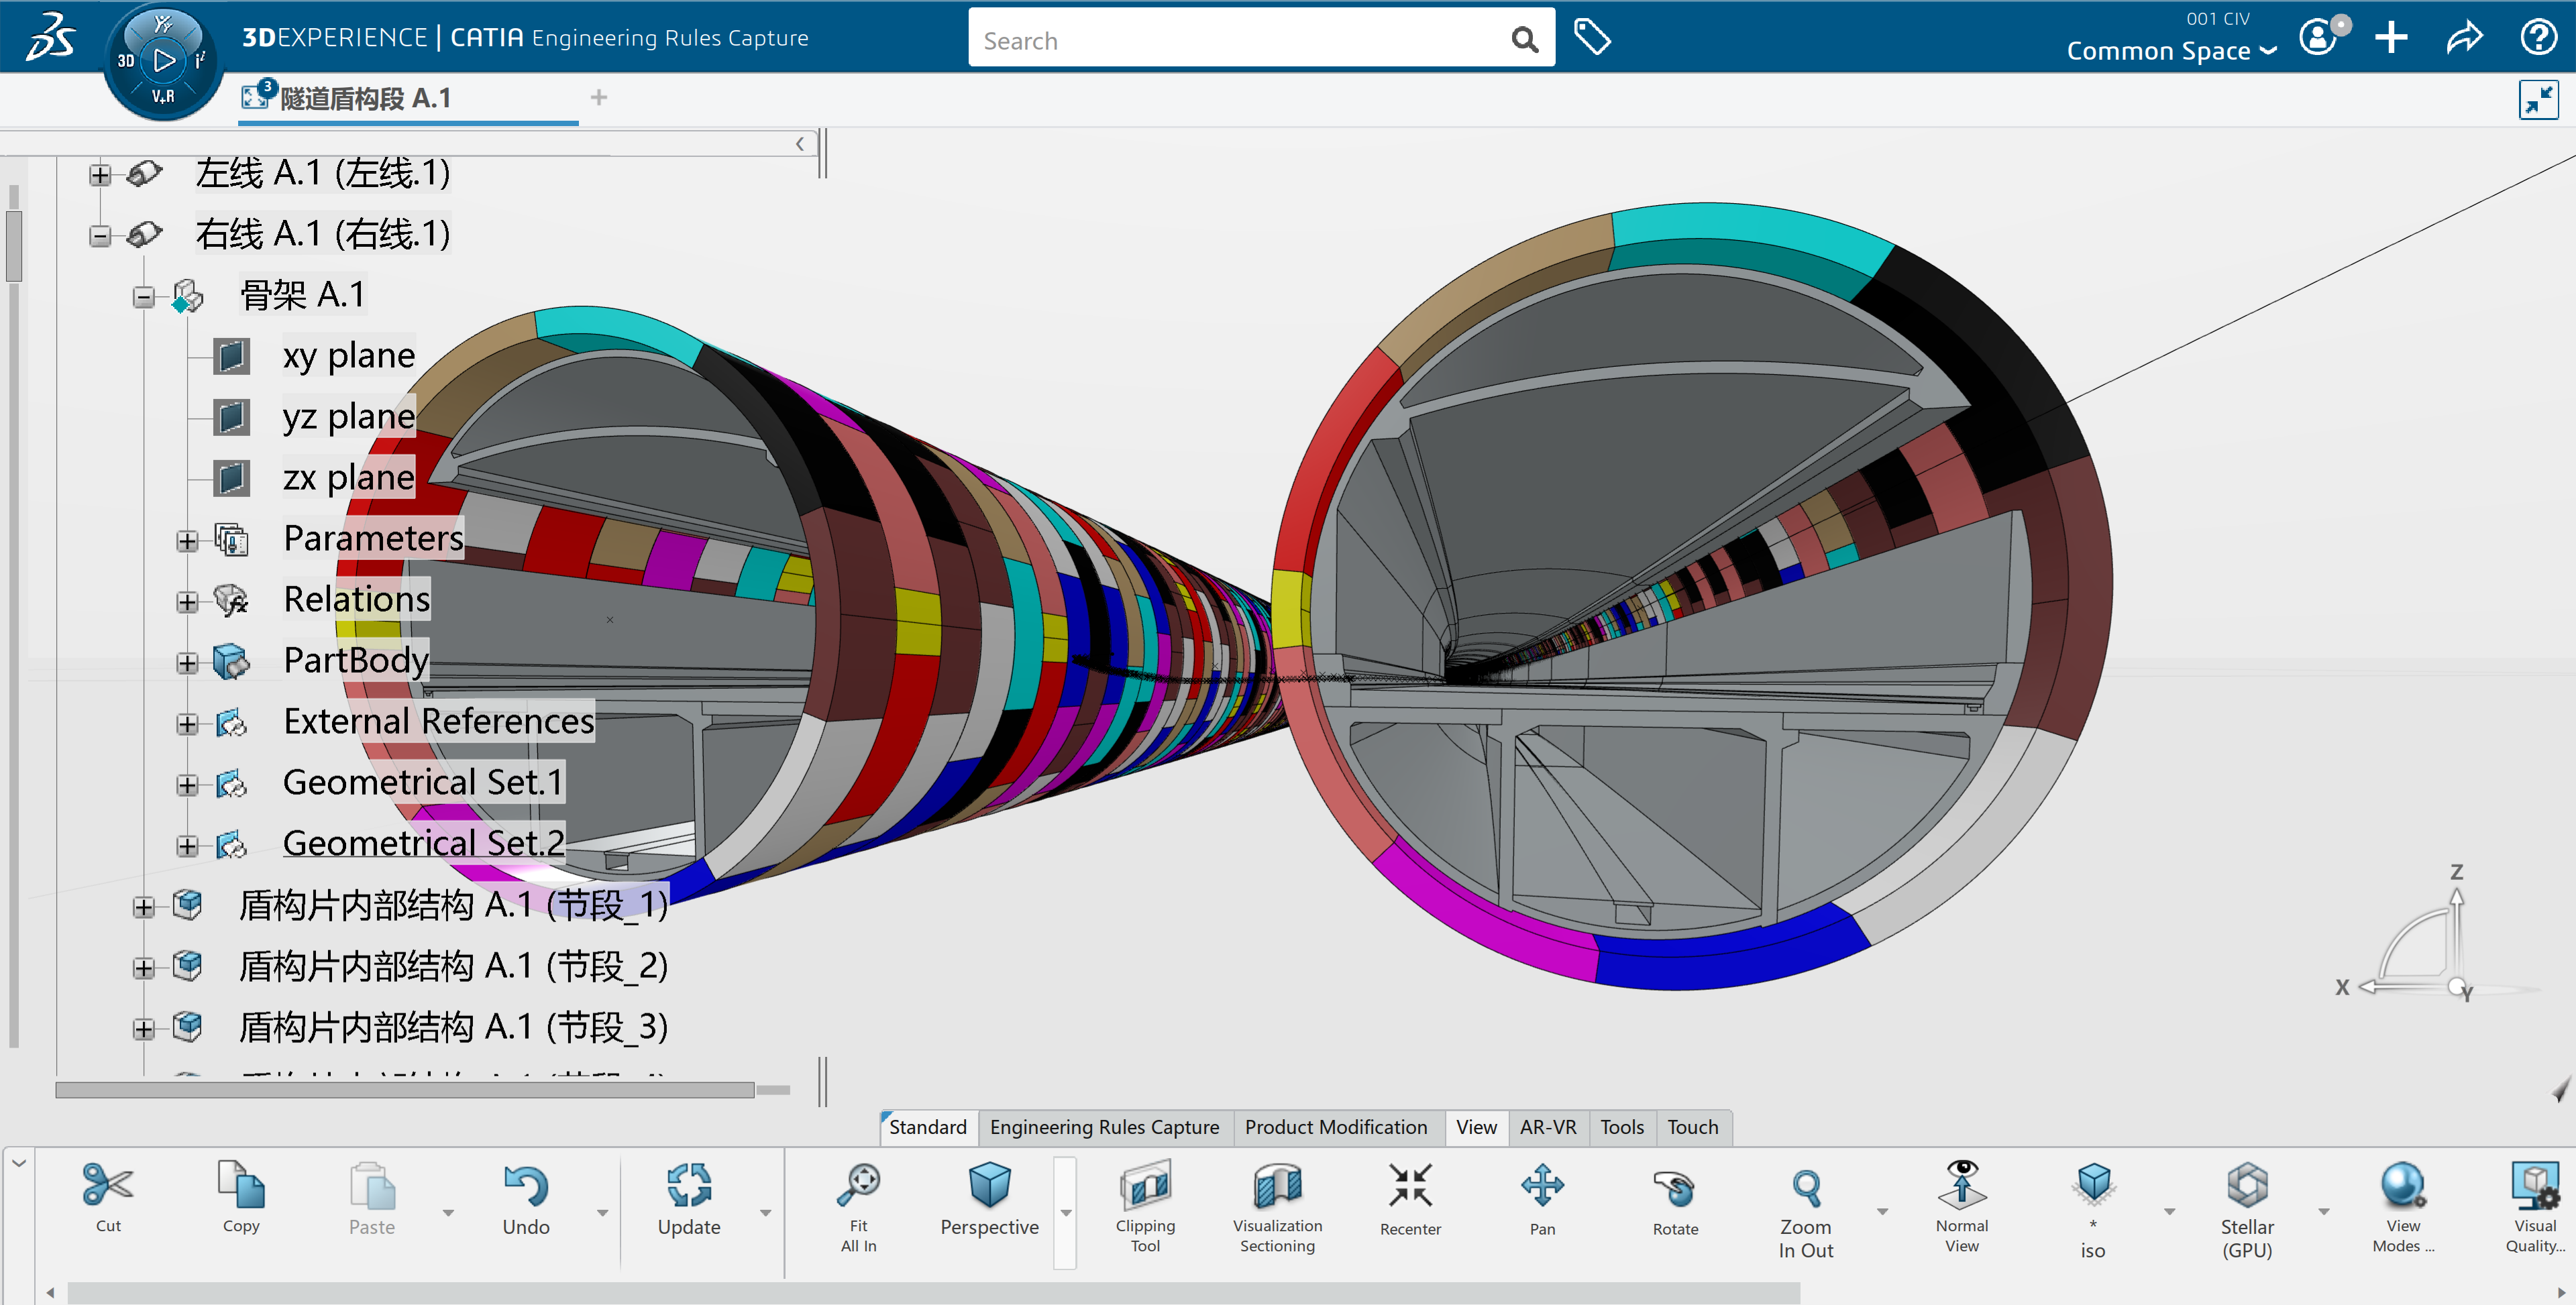 3DEXPERIENCE | CATIA Engineering Rules Capture
Search
001 CIV
Common Space
3D
V+R
i²
3
隧道盾构段 A.1
左线 A.1 (左线.1)
右线 A.1 (右线.1)
骨架 A.1
xy plane
yz plane
zx plane
Parameters
Relations
PartBody
External References
Geometrical Set.1
Geometrical Set.2
盾构片内部结构 A.1 (节段_1)
盾构片内部结构 A.1 (节段_2)
盾构片内部结构 A.1 (节段_3)
Z
X
Y
Standard
Engineering Rules Capture
Product Modification
View
AR-VR
Tools
Touch
Cut
Copy
Paste
Undo
Update
Fit All In
Perspective
Clipping Tool
Visualization Sectioning
Recenter
Pan
Rotate
Zoom In Out
Normal View
* iso
Stellar (GPU)
View Modes ...
Visual Quality...